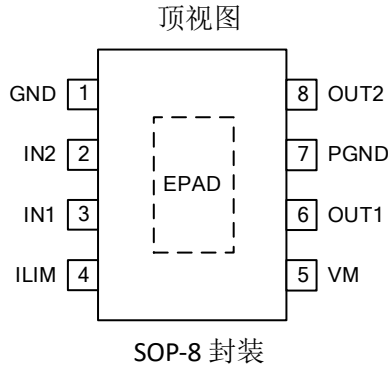 顶视图
GND 1 8 OUT2
IN2 2 7 PGND
EPAD
IN1 3 6 OUT1
ILIM 4 5 VM
SOP-8 封装